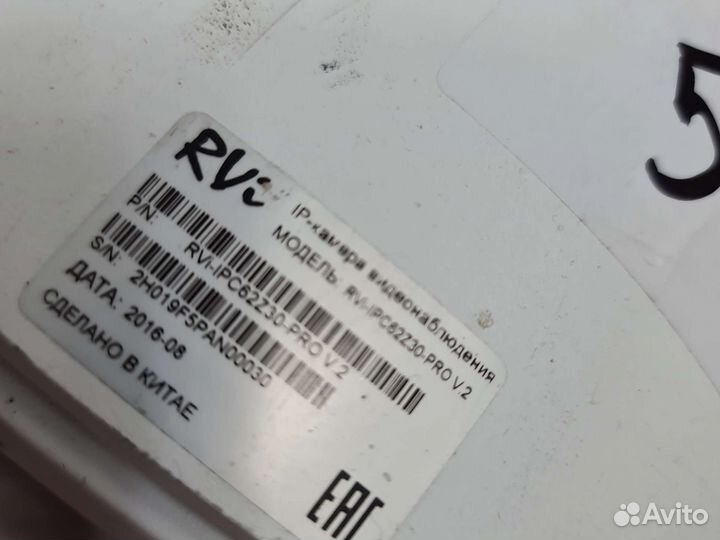 RVi
IP-камера видеонаблюдения
МОДЕЛЬ: RVi-IPC62Z30-PRO V.2
P/N:
RVi-IPC62Z30-PRO V.2
S/N:
2H019F5PAN00030
ДАТА: 2016-08
СДЕЛАНО В КИТАЕ
EAC
5
Avito